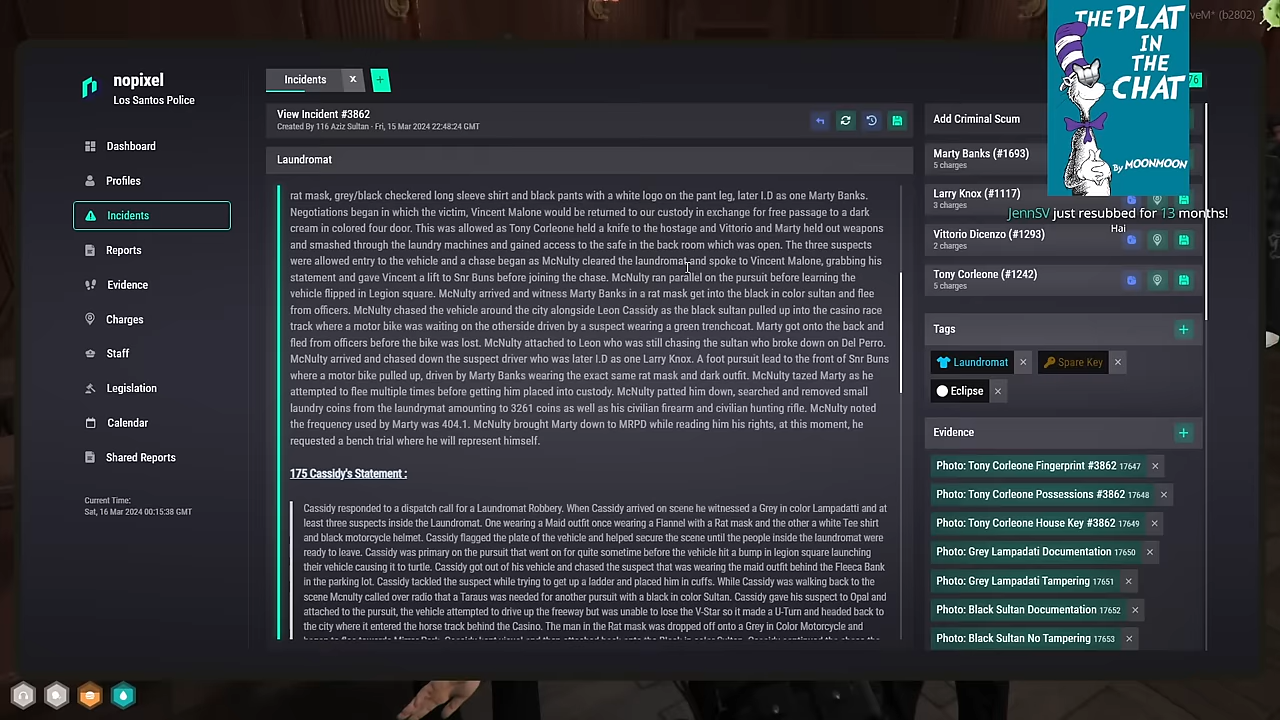 THE PLAT
IN
THE
CHAT
By MOONMOON
veM* (b2802)
JennSV just resubbed for 13 months!
Hai
nopixel
Los Santos Police
Dashboard
Profiles
Incidents
Reports
Evidence
Charges
Staff
Legislation
Calendar
Shared Reports
Current Time:
Sat, 16 Mar 2024 00:15:38 GMT
Incidents x +
View Incident #3862
Created By 116 Aziz Sultan - Fri, 15 Mar 2024 22:48:24 GMT
Laundromat
rat mask, grey/black checkered long sleeve shirt and black pants with a white logo on the pant leg, later I.D as one Marty Banks.
Negotiations began in which the victim, Vincent Malone would be returned to our custody in exchange for free passage to a dark
cream in colored four door. This was allowed as Tony Corleone held a knife to the hostage and Vittorio and Marty held out weapons
and smashed through the laundry machines and gained access to the safe in the back room which was open. The three suspects
were allowed entry to the vehicle and a chase began as McNulty cleared the laundromat and spoke to Vincent Malone, grabbing his
statement and gave Vincent a lift to Snr Buns before joining the chase. McNulty ran parallel on the pursuit before learning the
vehicle flipped in Legion square. McNulty arrived and witness Marty Banks in a rat mask get into the black in color sultan and flee
from officers. McNulty chased the vehicle around the city alongside Leon Cassidy as the black sultan pulled up into the casino race
track where a motor bike was waiting on the otherside driven by a suspect wearing a green trenchcoat. Marty got onto the back and
fled from officers before the bike was lost. McNulty attached to Leon who was still chasing the sultan who broke down on Del Perro.
McNulty arrived and chased down the suspect driver who was later I.D as one Larry Knox. A foot pursuit lead to the front of Snr Buns
where a motor bike pulled up, driven by Marty Banks wearing the exact same rat mask and dark outfit. McNulty tazed Marty as he
attempted to flee multiple times before getting him placed into custody. McNulty patted him down, searched and removed small
laundry coins from the laundrymat amounting to 3261 coins as well as his civilian firearm and civilian hunting rifle. McNulty noted
the frequency used by Marty was 404.1. McNulty brought Marty down to MRPD while reading him his rights, at this moment, he
requested a bench trial where he will represent himself.
175 Cassidy's Statement :
Cassidy responded to a dispatch call for a Laundromat Robbery. When Cassidy arrived on scene he witnessed a Grey in color Lampadatti and at
least three suspects inside the Laundromat. One wearing a Maid outfit once wearing a Flannel with a Rat mask and the other a white Tee shirt
and black motorcycle helmet. Cassidy flagged the plate of the vehicle and helped secure the scene until the people inside the laundromat were
ready to leave. Cassidy was primary on the pursuit that went on for quite sometime before the vehicle hit a bump in legion square launching
their vehicle causing it to turtle. Cassidy got out of his vehicle and chased the suspect that was wearing the maid outfit behind the Fleeca Bank
in the parking lot. Cassidy tackled the suspect while trying to get up a ladder and placed him in cuffs. While Cassidy was walking back to the
scene Mcnulty called over radio that a Taraus was needed for another pursuit with a black in color Sultan. Cassidy gave his suspect to Opal and
attached to the pursuit, the vehicle attempted to drive up the freeway but was unable to lose the V-Star so it made a U-Turn and headed back to
the city where it entered the horse track behind the Casino. The man in the Rat mask was dropped off onto a Grey in Color Motorcycle and
Add Criminal Scum
Marty Banks (#1693)
5 charges
Larry Knox (#1117)
3 charges
Vittorio Dicenzo (#1293)
2 charges
Tony Corleone (#1242)
5 charges
Tags
Laundromat x Spare Key x
Eclipse x
Evidence
Photo: Tony Corleone Fingerprint #3862 17647 x
Photo: Tony Corleone Possessions #3862 17648 x
Photo: Tony Corleone House Key #3862 17649 x
Photo: Grey Lampadati Documentation 17650 x
Photo: Grey Lampadati Tampering 17651 x
Photo: Black Sultan Documentation 17652 x
Photo: Black Sultan No Tampering 17653 x